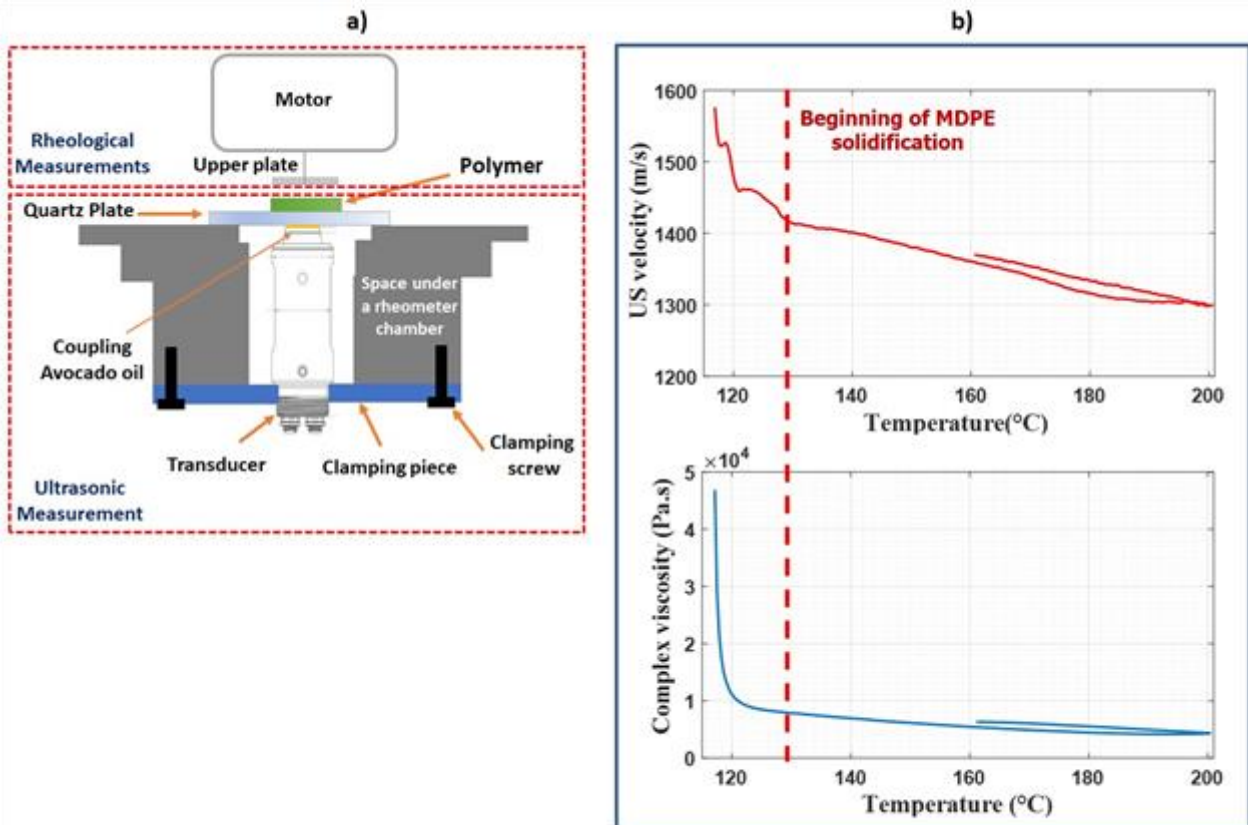 a)
Motor
Rheological
Measurements
Upper plate
Polymer
Quartz Plate
Space under
a rheometer
chamber
Coupling
Avocado oil
Transducer
Clamping piece
Clamping
screw
Ultrasonic
Measurement
b)
1600
1500
1400
1300
1200
US velocity (m/s)
Beginning of MDPE
solidification
120 140 160 180 200
Temperature(°C)
×10⁴
5
4
3
2
1
0
Complex viscosity (Pa.s)
120 140 160 180 200
Temperature (°C)